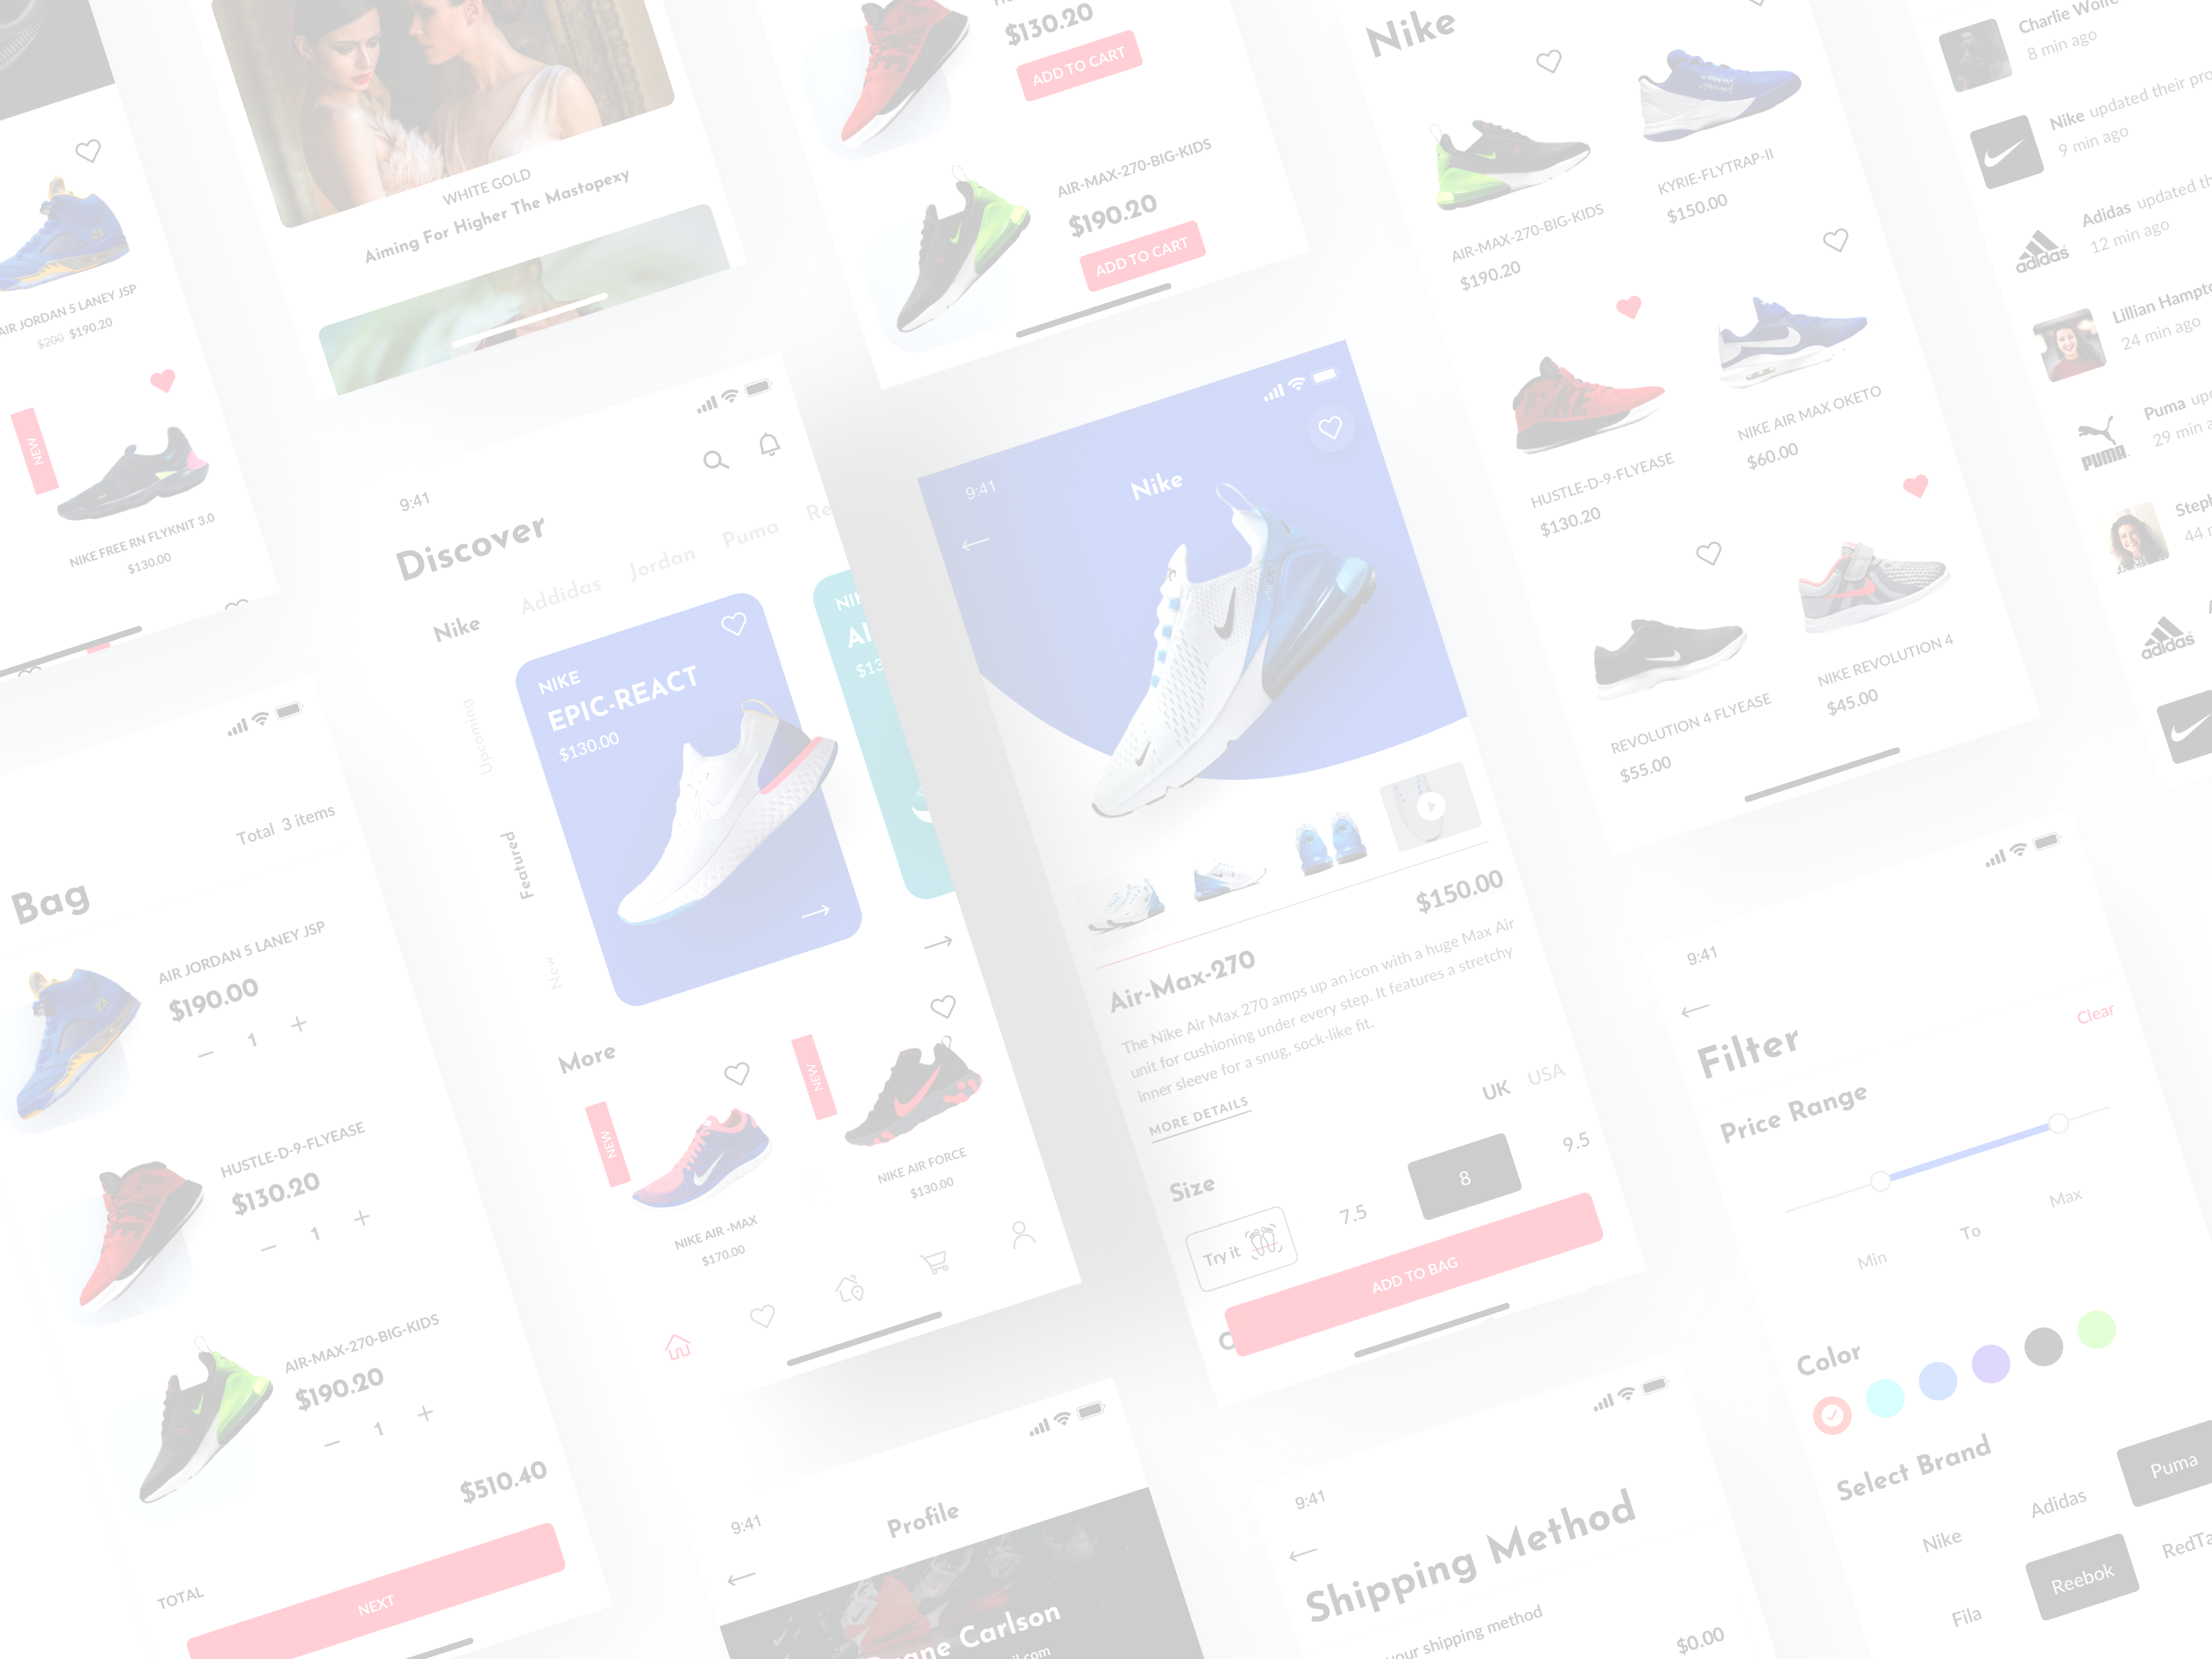 AIR JORDAN 5 LANEY JSP
$200 $190.20
NEW
NIKE FREE RN FLYKNIT 3.0
$130.00
WHITE GOLD
Aiming For Higher The Mastopexy
$130.20
ADD TO CART
AIR-MAX-270-BIG-KIDS
$190.20
ADD TO CART
Nike
AIR-MAX-270-BIG-KIDS
$190.20
KYRIE-FLYTRAP-II
$150.00
HUSTLE-D-9-FLYEASE
$130.20
NIKE AIR MAX OKETO
$60.00
REVOLUTION 4 FLYEASE
$55.00
NIKE REVOLUTION 4
$45.00
Charlie
8 min ago
Nike updated their
9 min ago
Adidas updated
12 min ago
adidas
Lillian
24 min ago
Puma
29 min
PUMA
44
adidas
Total 3 items
Bag
AIR JORDAN 5 LANEY JSP
$190.00
1
HUSTLE-D-9-FLYEASE
$130.20
1
AIR-MAX-270-BIG-KIDS
$190.20
1
$510.40
TOTAL
NEXT
9:41
Discover
Nike
Addidas
Jordan
Puma
Upcoming
Featured
New
NIKE
EPIC-REACT
$130.00
More
NEW
NIKE AIR -MAX
$170.00
NEW
NIKE AIR FORCE
$130.00
9:41
Nike
$150.00
Air-Max-270
The Nike Air Max 270 amps up an icon with a huge Max Air
unit for cushioning under every step. It features a stretchy
inner sleeve for a snug, sock-like fit.
MORE DETAILS
UK USA
Size
Try it
7.5
8
9.5
ADD TO BAG
9:41
Profile
Carlson
9:41
Shipping Method
your shipping method
$0.00
9:41
Clear
Filter
Price Range
Min
To
Max
Color
Select Brand
Nike
Adidas
Puma
Fila
Reebok